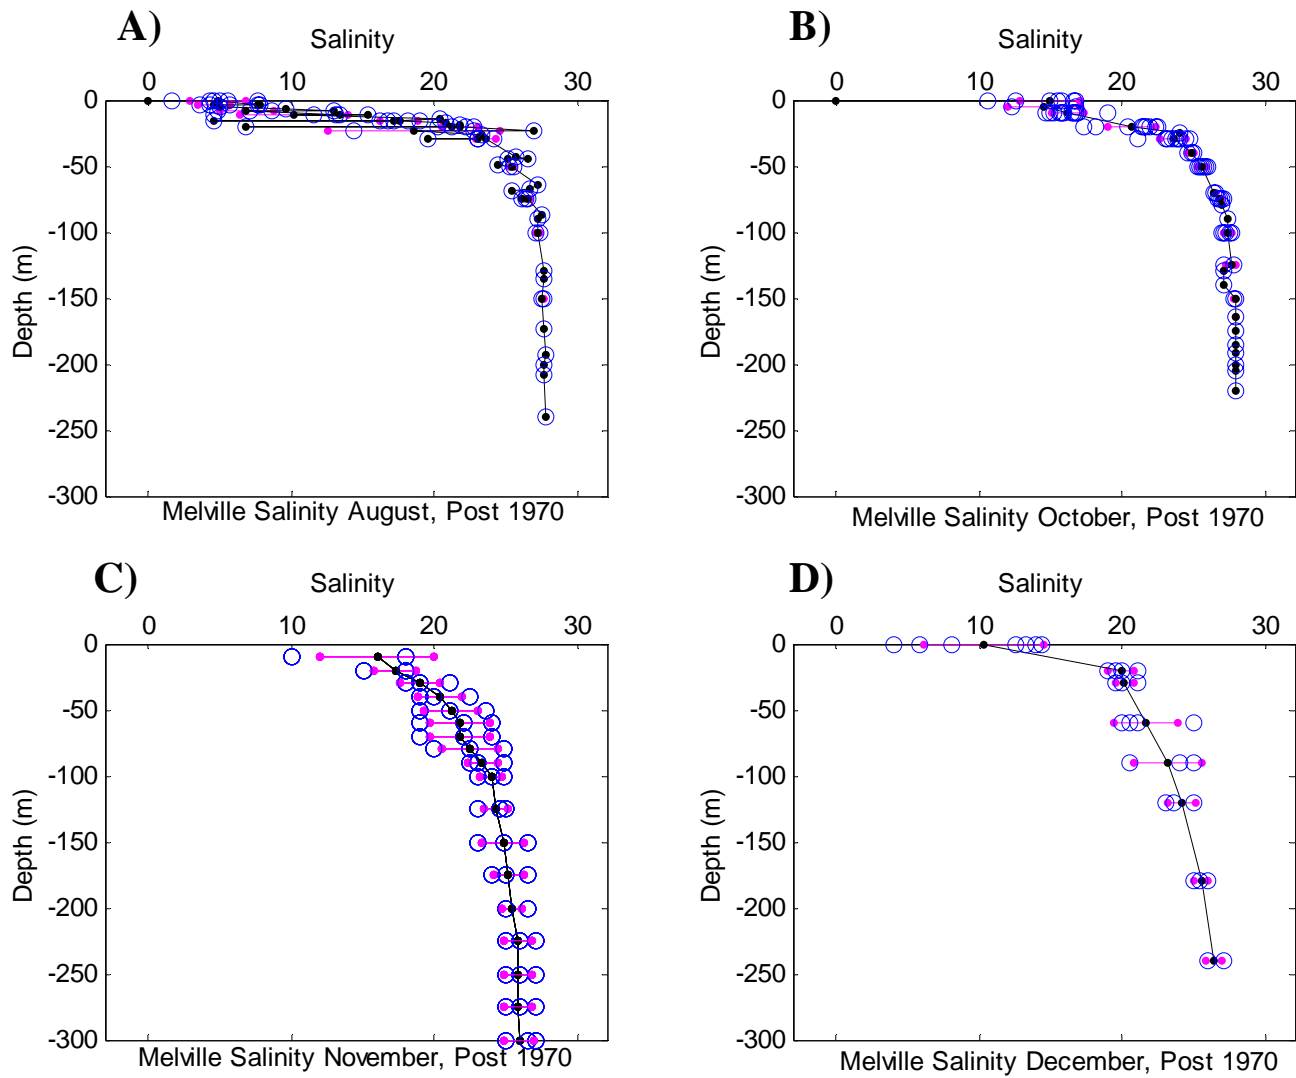 A)
Salinity
0 10 20 30
0
-50
-100
-150
-200
-250
-300
Depth (m)
Melville Salinity August, Post 1970
B)
Salinity
0 10 20 30
0
-50
-100
-150
-200
-250
-300
Depth (m)
Melville Salinity October, Post 1970
C)
Salinity
0 10 20 30
0
-50
-100
-150
-200
-250
-300
Depth (m)
Melville Salinity November, Post 1970
D)
Salinity
0 10 20 30
0
-50
-100
-150
-200
-250
-300
Depth (m)
Melville Salinity December, Post 1970